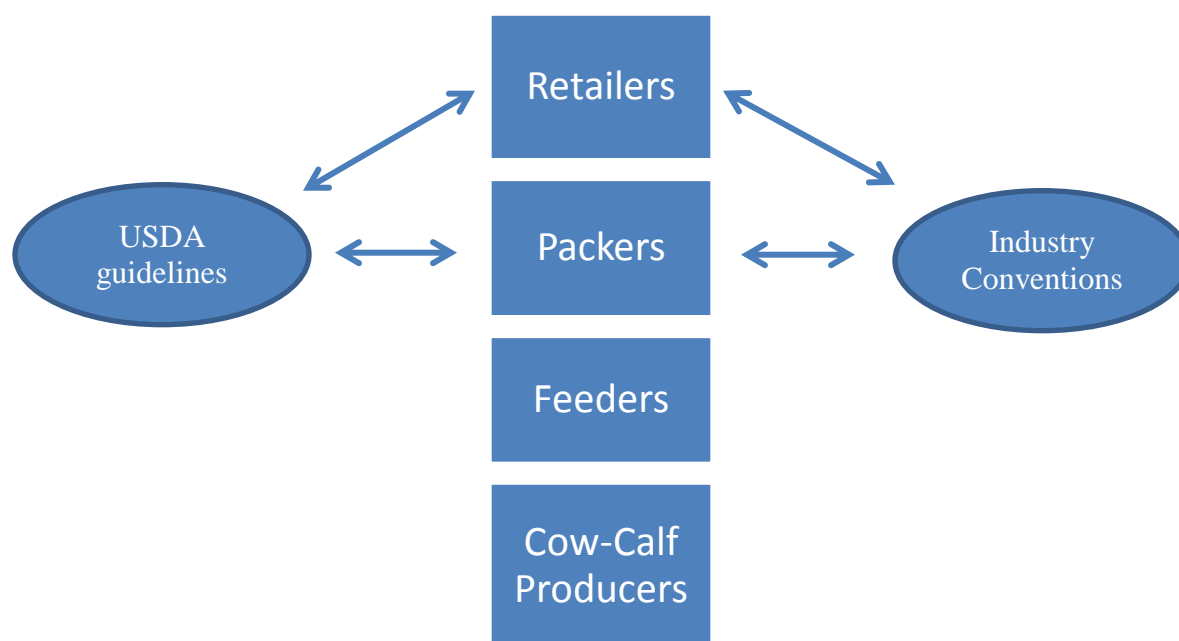 Retailers
USDA
guidelines
Packers
Industry
Conventions
Feeders
Cow-Calf
Producers